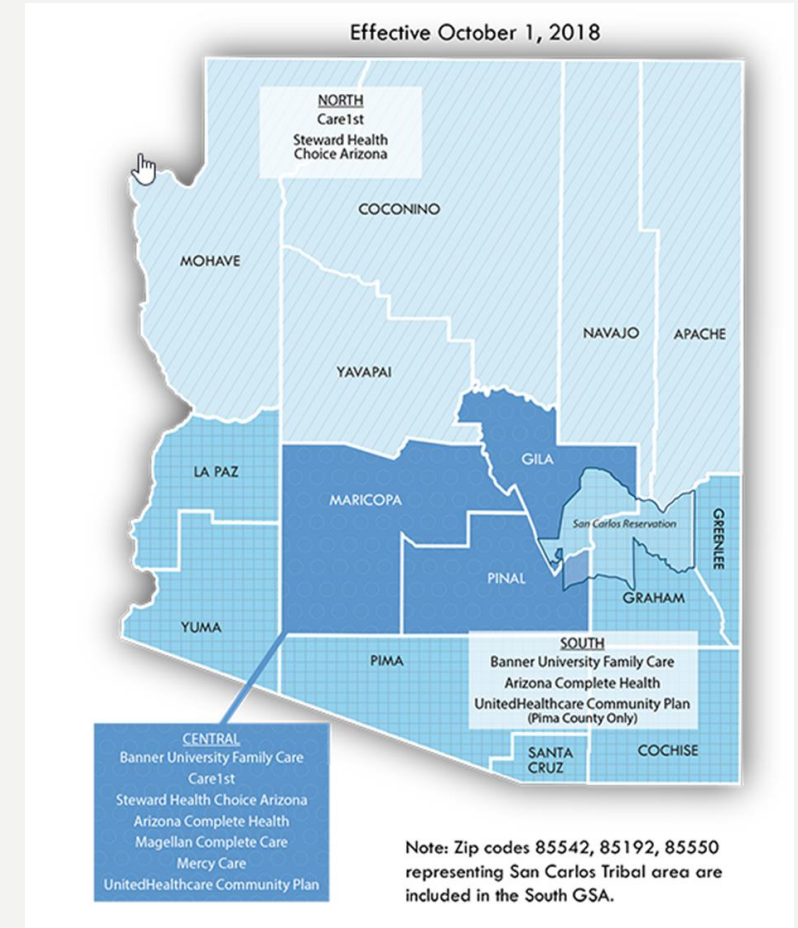 Effective October 1, 2018
NORTH
Care1st
Steward Health
Choice Arizona
COCONINO
MOHAVE
NAVAJO
APACHE
YAVAPAI
GILA
LA PAZ
MARICOPA
San Carlos Reservation
GREENLEE
PINAL
GRAHAM
YUMA
PIMA
SOUTH
Banner University Family Care
Arizona Complete Health
UnitedHealthcare Community Plan
(Pima County Only)
SANTA
CRUZ
COCHISE
CENTRAL
Banner University Family Care
Care1st
Steward Health Choice Arizona
Arizona Complete Health
Magellan Complete Care
Mercy Care
UnitedHealthcare Community Plan
Note: Zip codes 85542, 85192, 85550
representing San Carlos Tribal area are
included in the South GSA.